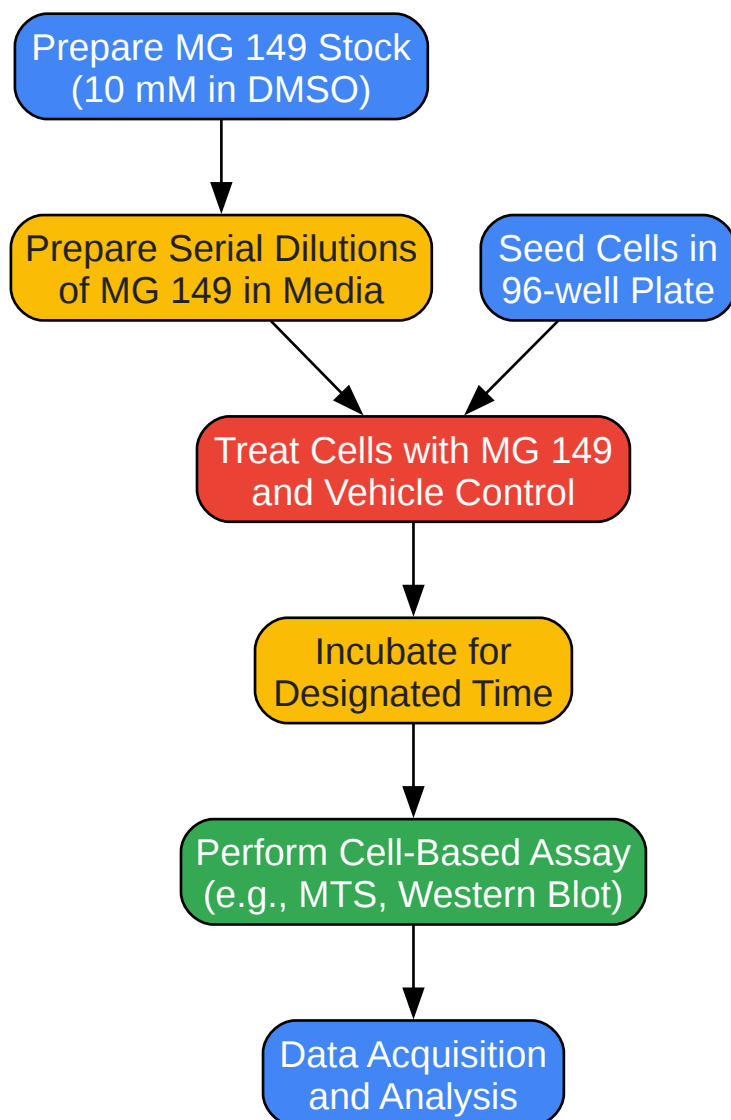 Prepare MG 149 Stock
(10 mM in DMSO)
Prepare Serial Dilutions
of MG 149 in Media
Seed Cells in
96-well Plate
Treat Cells with MG 149
and Vehicle Control
Incubate for
Designated Time
Perform Cell-Based Assay
(e.g., MTS, Western Blot)
Data Acquisition
and Analysis